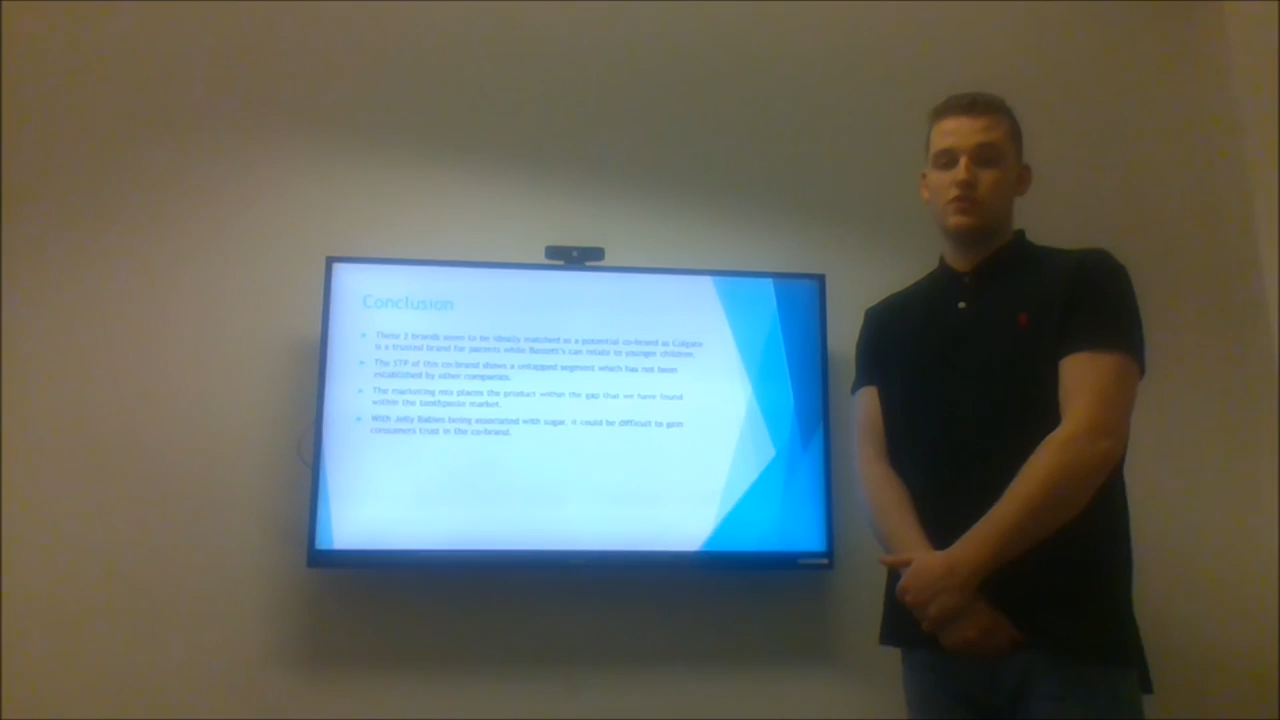 Conclusion
These 2 brands seem to be ideally matched as a potential co-brand as Colgate
is a trusted brand for parents while Bassett's can relate to younger children.
The STP of this co-brand shows a untapped segment which has not been
established by other companies.
The marketing mix places the product within the gap that we have found
within the toothpaste market.
With Jelly Babies being associated with sugar, it could be difficult to gain
consumers trust in the co-brand.